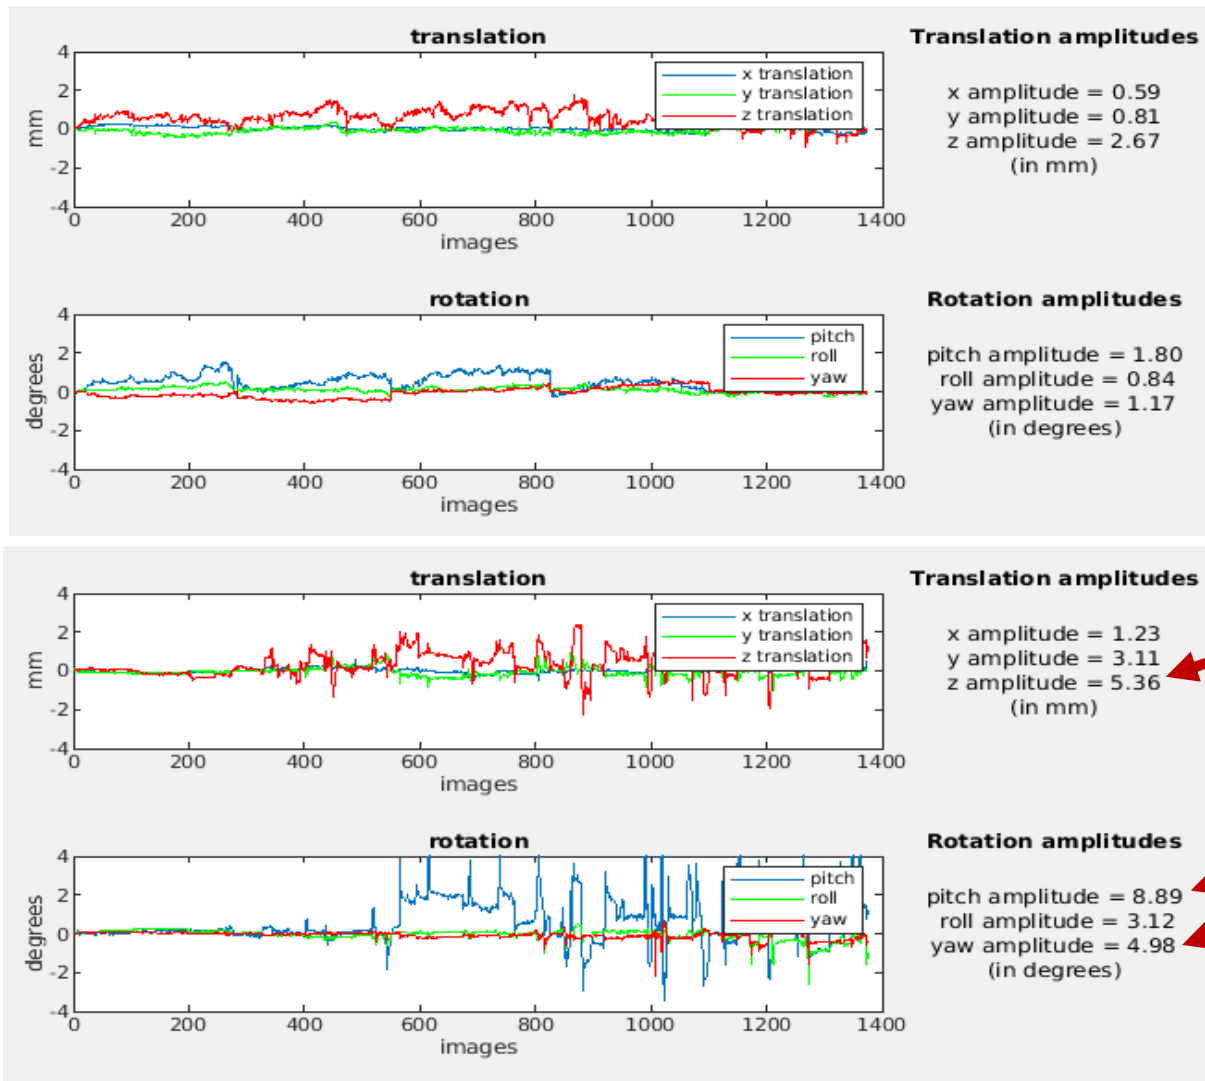 translation
Translation amplitudes
4
2
0
-2
-4
mm
x translation
y translation
z translation
x amplitude = 0.59
y amplitude = 0.81
z amplitude = 2.67
(in mm)
0 200 400 600 800 1000 1200 1400
images
rotation
Rotation amplitudes
4
2
0
-2
-4
degrees
pitch
roll
yaw
pitch amplitude = 1.80
roll amplitude = 0.84
yaw amplitude = 1.17
(in degrees)
0 200 400 600 800 1000 1200 1400
images
translation
Translation amplitudes
4
2
0
-2
-4
mm
x translation
y translation
z translation
x amplitude = 1.23
y amplitude = 3.11
z amplitude = 5.36
(in mm)
0 200 400 600 800 1000 1200 1400
images
rotation
Rotation amplitudes
4
2
0
-2
-4
degrees
pitch
roll
yaw
pitch amplitude = 8.89
roll amplitude = 3.12
yaw amplitude = 4.98
(in degrees)
0 200 400 600 800 1000 1200 1400
images